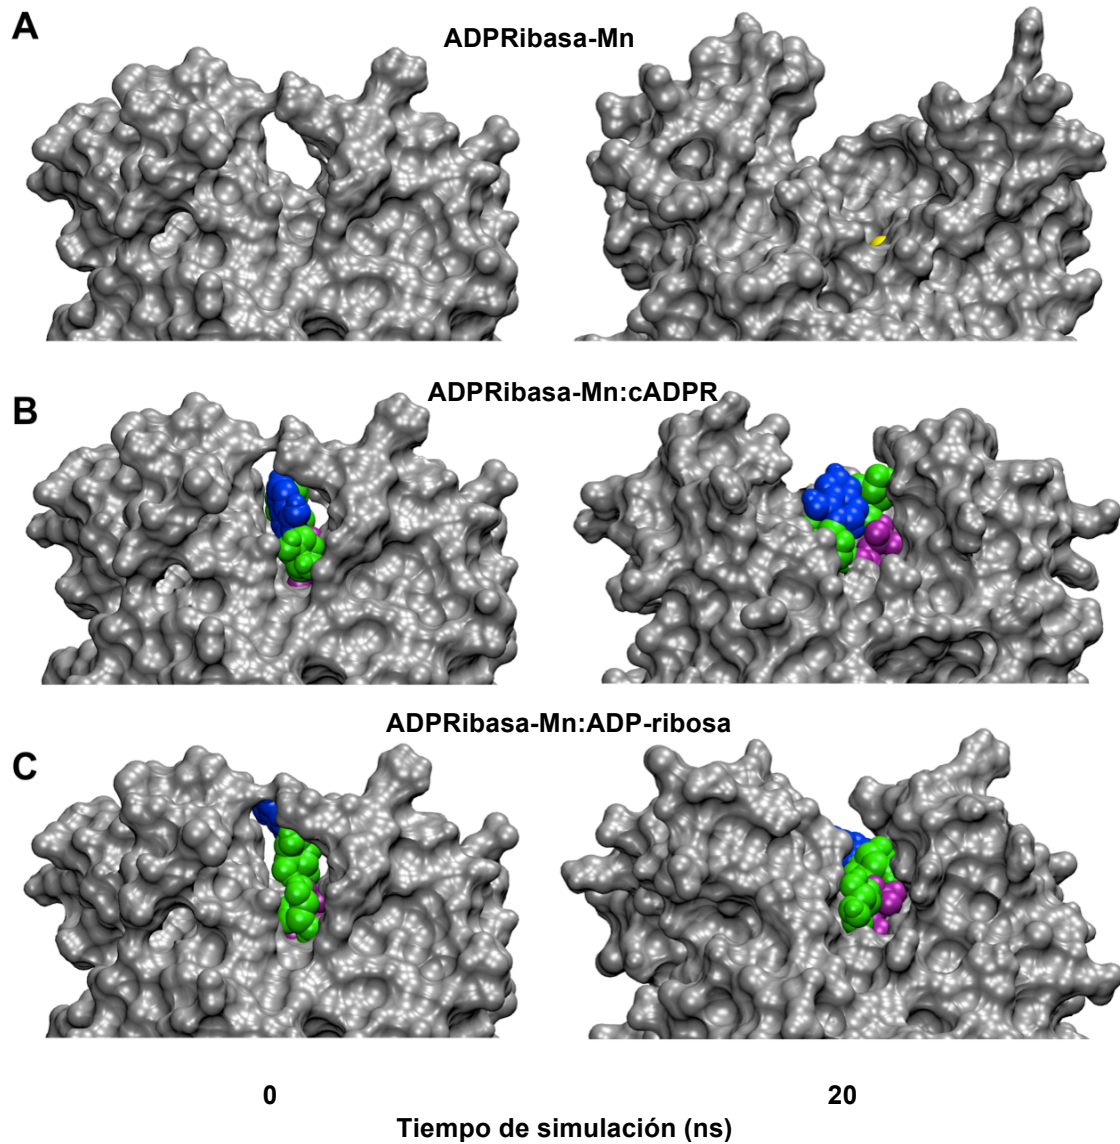 A
ADPRibasa-Mn
B
ADPRibasa-Mn:cADPR
ADPRibasa-Mn:ADP-ribosa
C
0 20
Tiempo de simulación (ns)